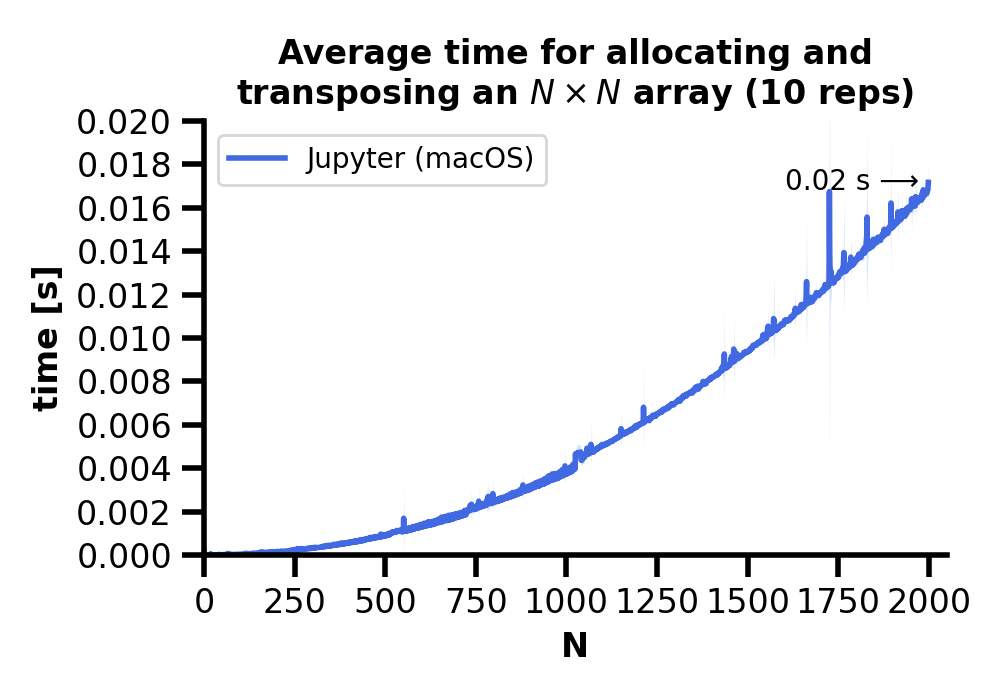 Average time for allocating and
transposing an N × N array (10 reps)
0.020
0.018
0.016
0.014
0.012
0.010
0.008
0.006
0.004
0.002
0.000
time [s]
Jupyter (macOS)
0.02 s ⟶
0 250 500 750 1000 1250 1500 1750 2000
N